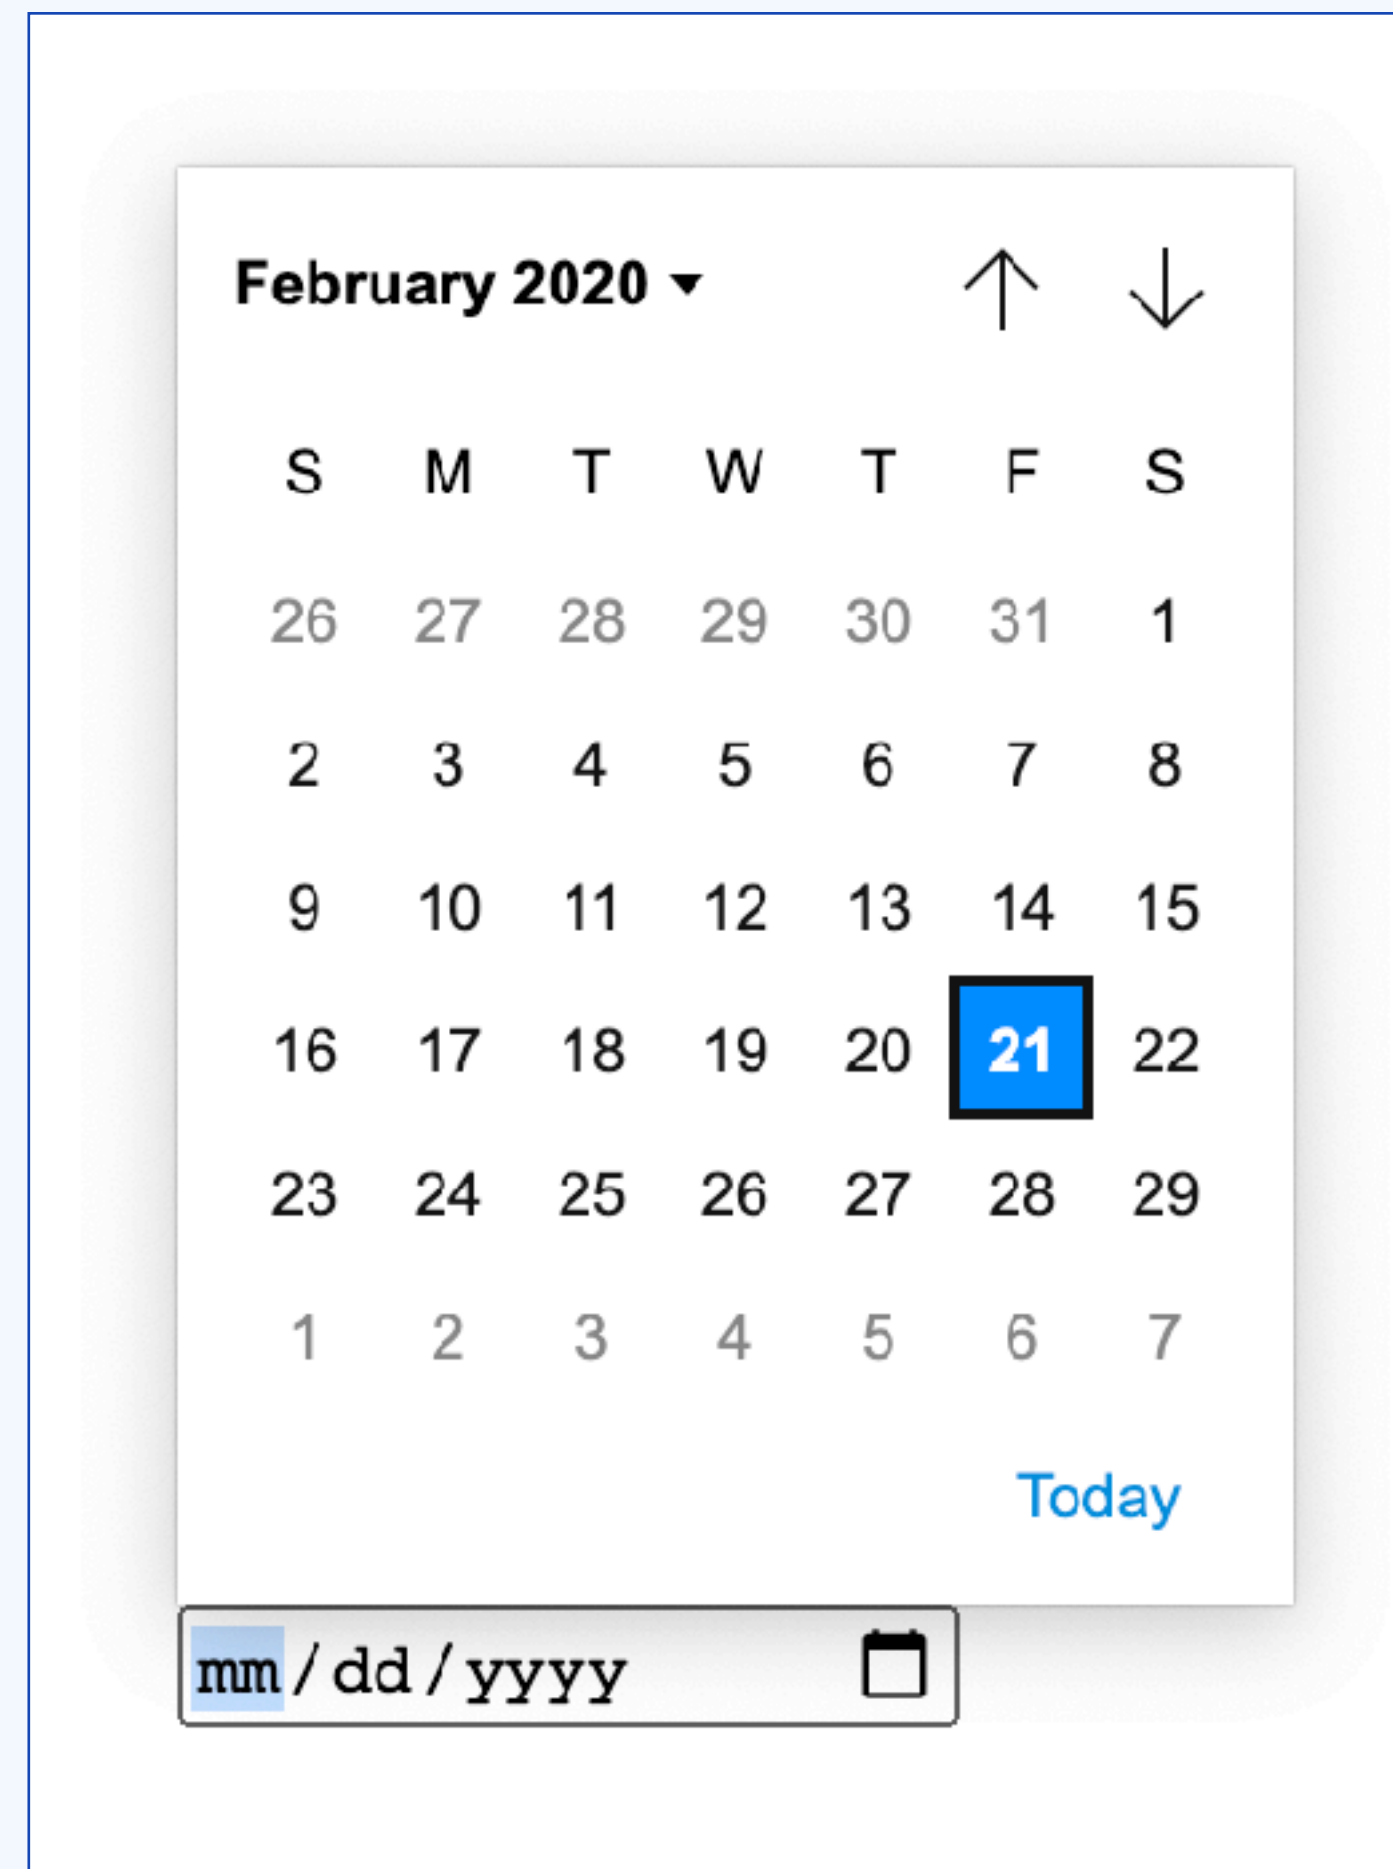 February 2020
S M T W T F S
26 27 28 29 30 31 1
2 3 4 5 6 7 8
9 10 11 12 13 14 15
16 17 18 19 20 21 22
23 24 25 26 27 28 29
1 2 3 4 5 6 7
Today
mm/dd/yyyy